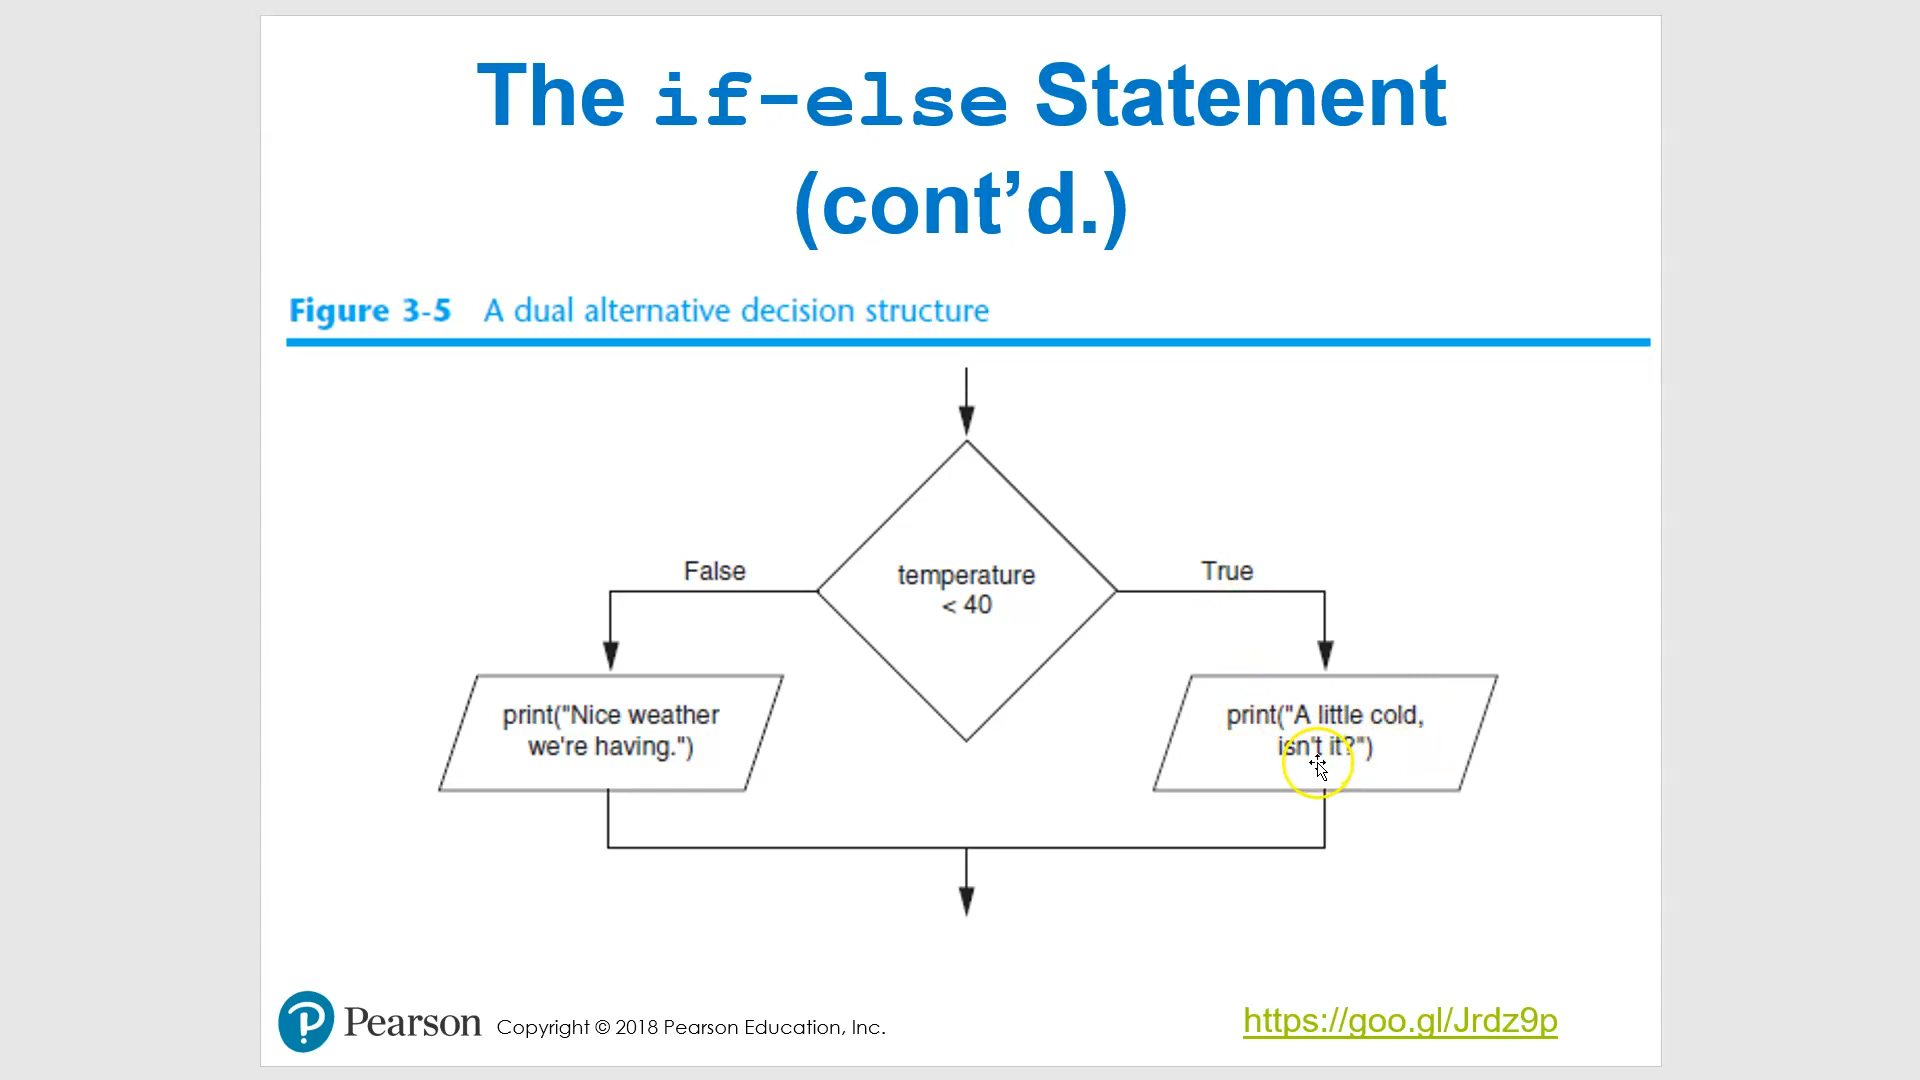 The if-else Statement
(cont’d.)
Figure 3-5 A dual alternative decision structure
False
temperature
< 40
True
print("Nice weather
we're having.")
print("A little cold,
isn't it?")
Pearson
Copyright © 2018 Pearson Education, Inc.
https://goo.gl/Jrdz9p